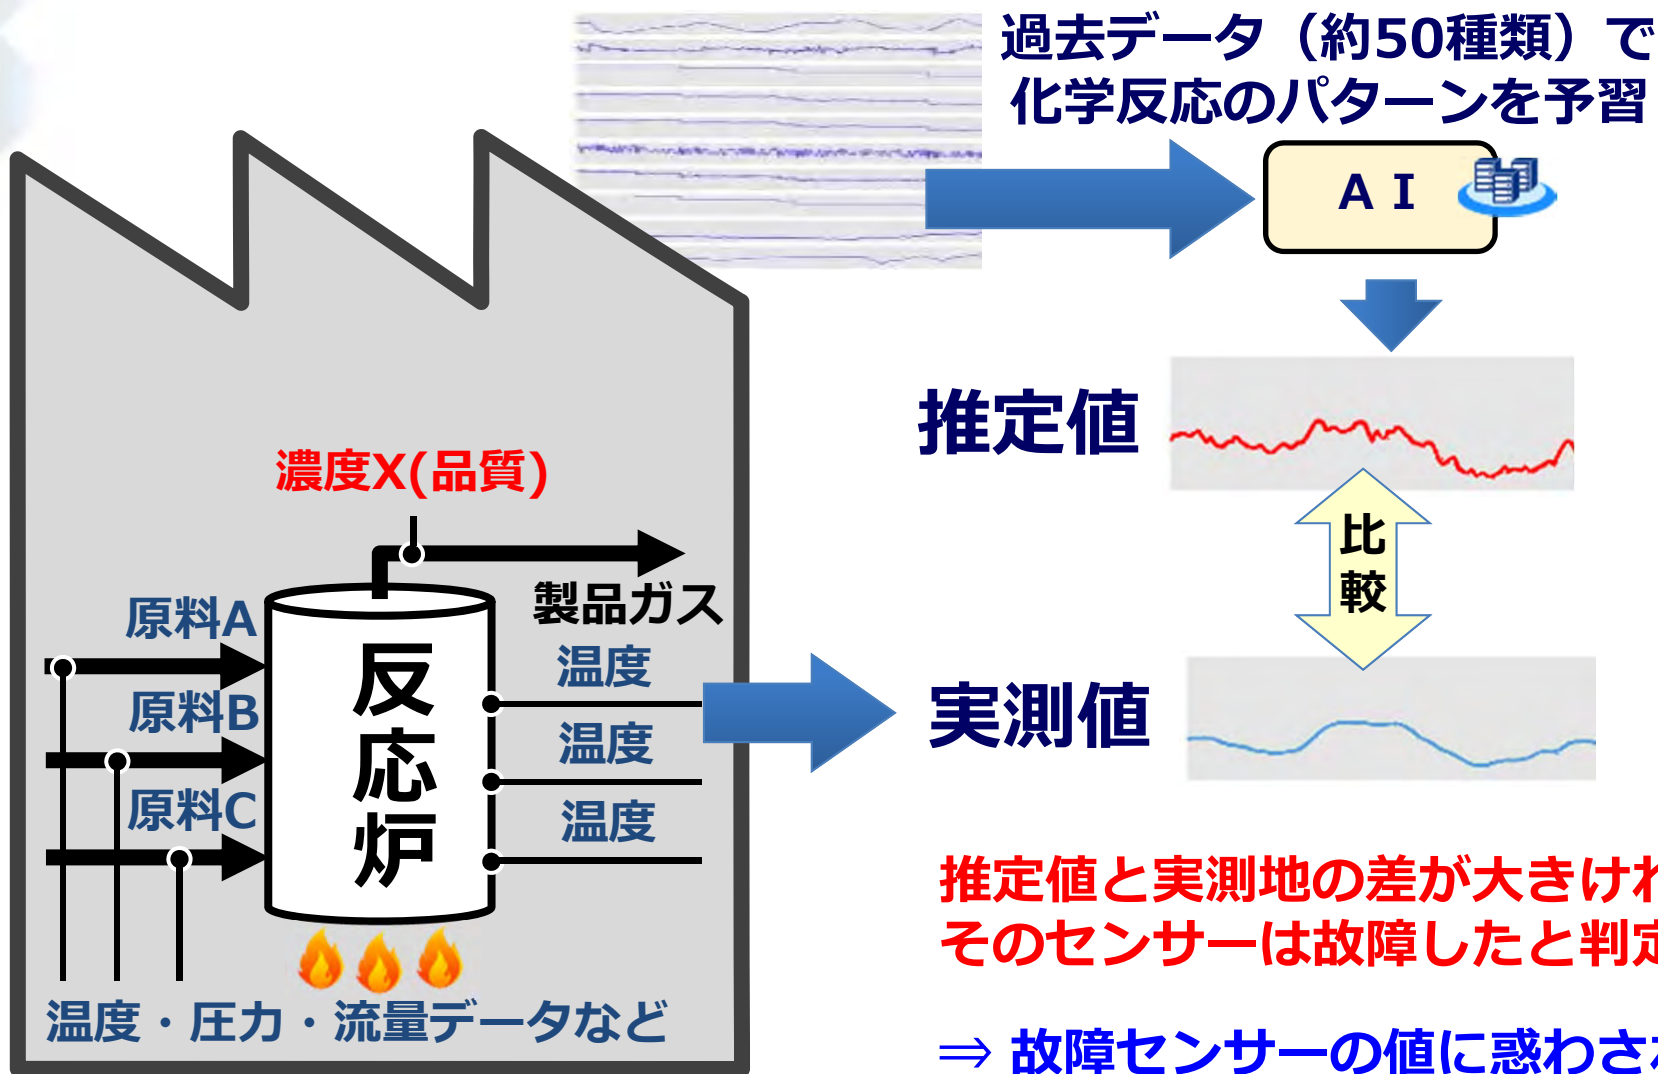 過去データ（約50種類）で
化学反応のパターンを予習
ＡＩ
推定値
比較
実測値
濃度X(品質)
製品ガス
原料A
原料B
原料C
反応炉
温度
温度
温度
温度・圧力・流量データなど
推定値と実測地の差が大きけれ
そのセンサーは故障したと判定
⇒ 故障センサーの値に惑わされ